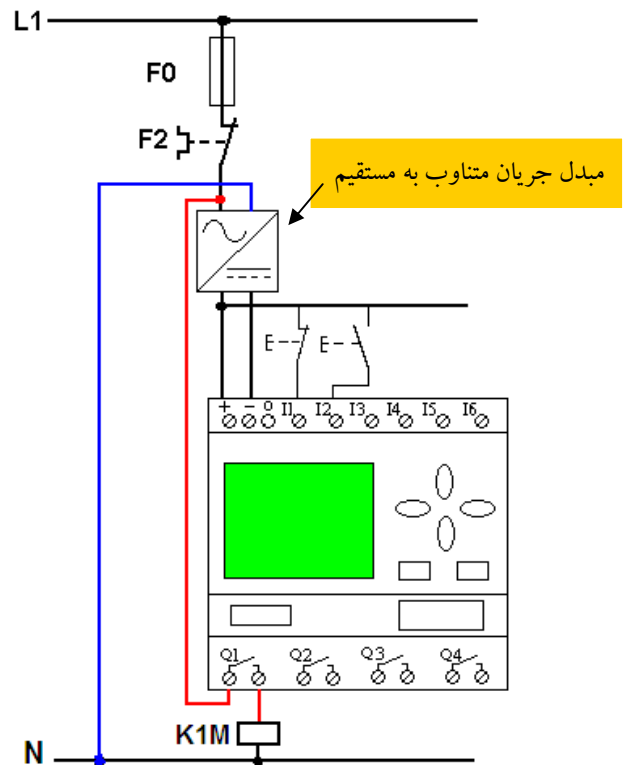 L1
F0
F2
مبدل جریان متناوب به مستقیم
E E
+ - 0 I1 I2 I3 I4 I5 I6
Q1 Q2 Q3 Q4
K1M
N